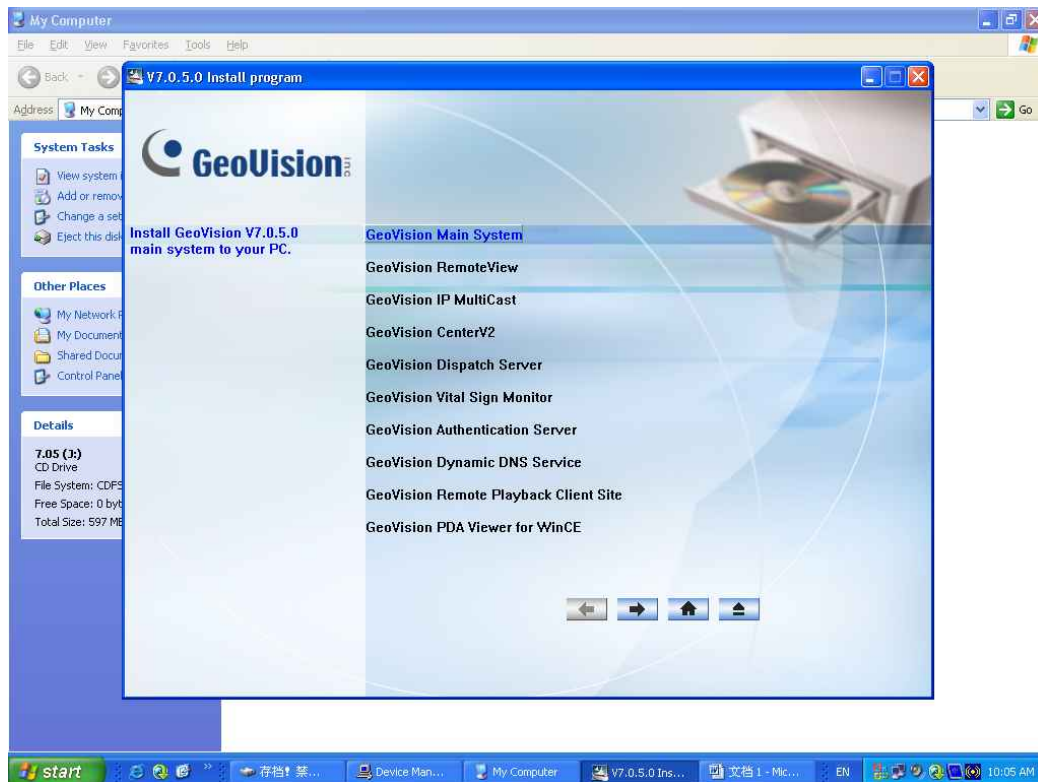 My Computer
File Edit View Favorites Tools Help
Back
Address My Comp
Go
System Tasks
View system i
Add or remov
Change a set
Eject this disk
Other Places
My Network P
My Document
Shared Docum
Control Panel
Details
7.05 (J:)
CD Drive
File System: CDFS
Free Space: 0 byt
Total Size: 597 MB
V7.0.5.0 Install program
GeoVision Inc
Install GeoVision V7.0.5.0
main system to your PC.
GeoVision Main System
GeoVision RemoteView
GeoVision IP MultiCast
GeoVision CenterV2
GeoVision Dispatch Server
GeoVision Vital Sign Monitor
GeoVision Authentication Server
GeoVision Dynamic DNS Service
GeoVision Remote Playback Client Site
GeoVision PDA Viewer for WinCE
start
存档! 禁...
Device Man...
My Computer
V7.0.5.0 Ins...
文档 1 - Mic...
EN
10:05 AM